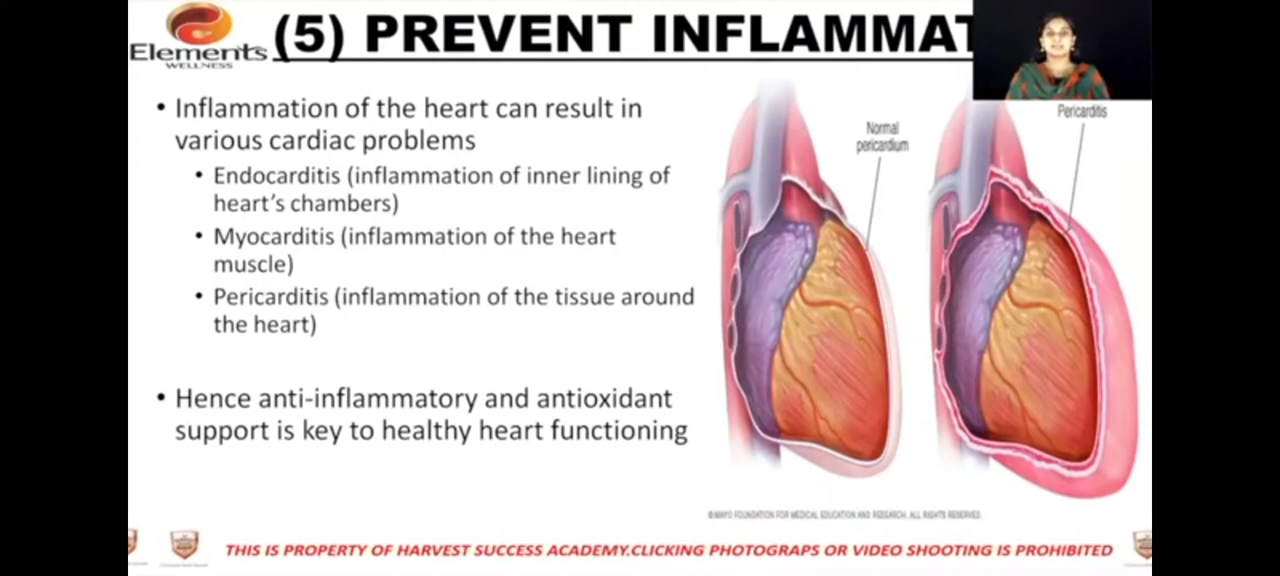 Elements
WELLNESS
(5) PREVENT INFLAMMAT
• Inflammation of the heart can result in
various cardiac problems
• Endocarditis (inflammation of inner lining of
heart's chambers)
• Myocarditis (inflammation of the heart
muscle)
• Pericarditis (inflammation of the tissue around
the heart)
• Hence anti-inflammatory and antioxidant
support is key to healthy heart functioning
Normal
pericardium
Pericarditis
© MAYO FOUNDATION FOR MEDICAL EDUCATION AND RESEARCH. ALL RIGHTS RESERVED.
THIS IS PROPERTY OF HARVEST SUCCESS ACADEMY.CLICKING PHOTOGRAPS OR VIDEO SHOOTING IS PROHIBITED